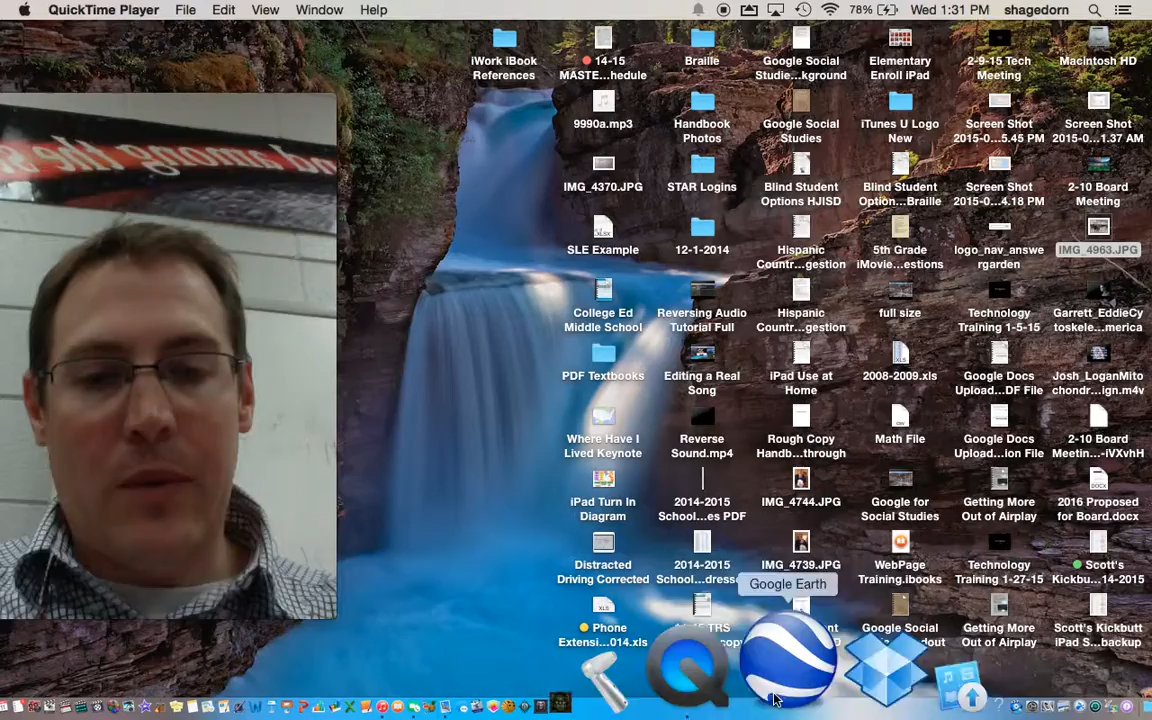 QuickTime Player File Edit View Window Help 78% Wed 1:31 PM shagedorn
iWork iBook
References
14-15
MASTE...hedule
Braille
Google Social
Studie...kground
Elementary
Enroll iPad
2-9-15 Tech
Meeting
Macintosh HD
9990a.mp3
Handbook
Photos
Google Social
Studies
iTunes U Logo
New
Screen Shot
2015-0...5.45 PM
Screen Shot
2015-0...1.37 AM
IMG_4370.JPG
STAR Logins
Blind Student
Options HJISD
Blind Student
Option...Braille
Screen Shot
2015-0...4.18 PM
2-10 Board
Meeting
SLE Example
12-1-2014
Hispanic
Countr...gestion
5th Grade
iMovie...estions
logo_nav_answe
rgarden
IMG_4963.JPG
College Ed
Middle School
Reversing Audio
Tutorial Full
Hispanic
Countr...gestion
full size
Technology
Training 1-5-15
Garrett_EddieCy
toskele...merica
PDF Textbooks
Editing a Real
Song
iPad Use at
Home
2008-2009.xls
Google Docs
Upload...DF File
Josh_LoganMito
chondr...ign.m4v
Where Have I
Lived Keynote
Reverse
Sound.mp4
Rough Copy
Handb...through
Math File
Google Docs
Upload...ion File
2-10 Board
Meetin...-iVXvhH
iPad Turn In
Diagram
2014-2015
School...es PDF
IMG_4744.JPG
Google for
Social Studies
Getting More
Out of Airplay
2016 Proposed
for Board.docx
Distracted
Driving Corrected
2014-2015
School...dresse
IMG_4739.JPG
WebPage
Training.ibooks
Technology
Training 1-27-15
Scott's
Kickbu...14-2015
Google Earth
Phone
Extensi...014.xls
TRS
copy
Google Social
Getting More
Out of Airplay
Scott's Kickbutt
iPad S...backup